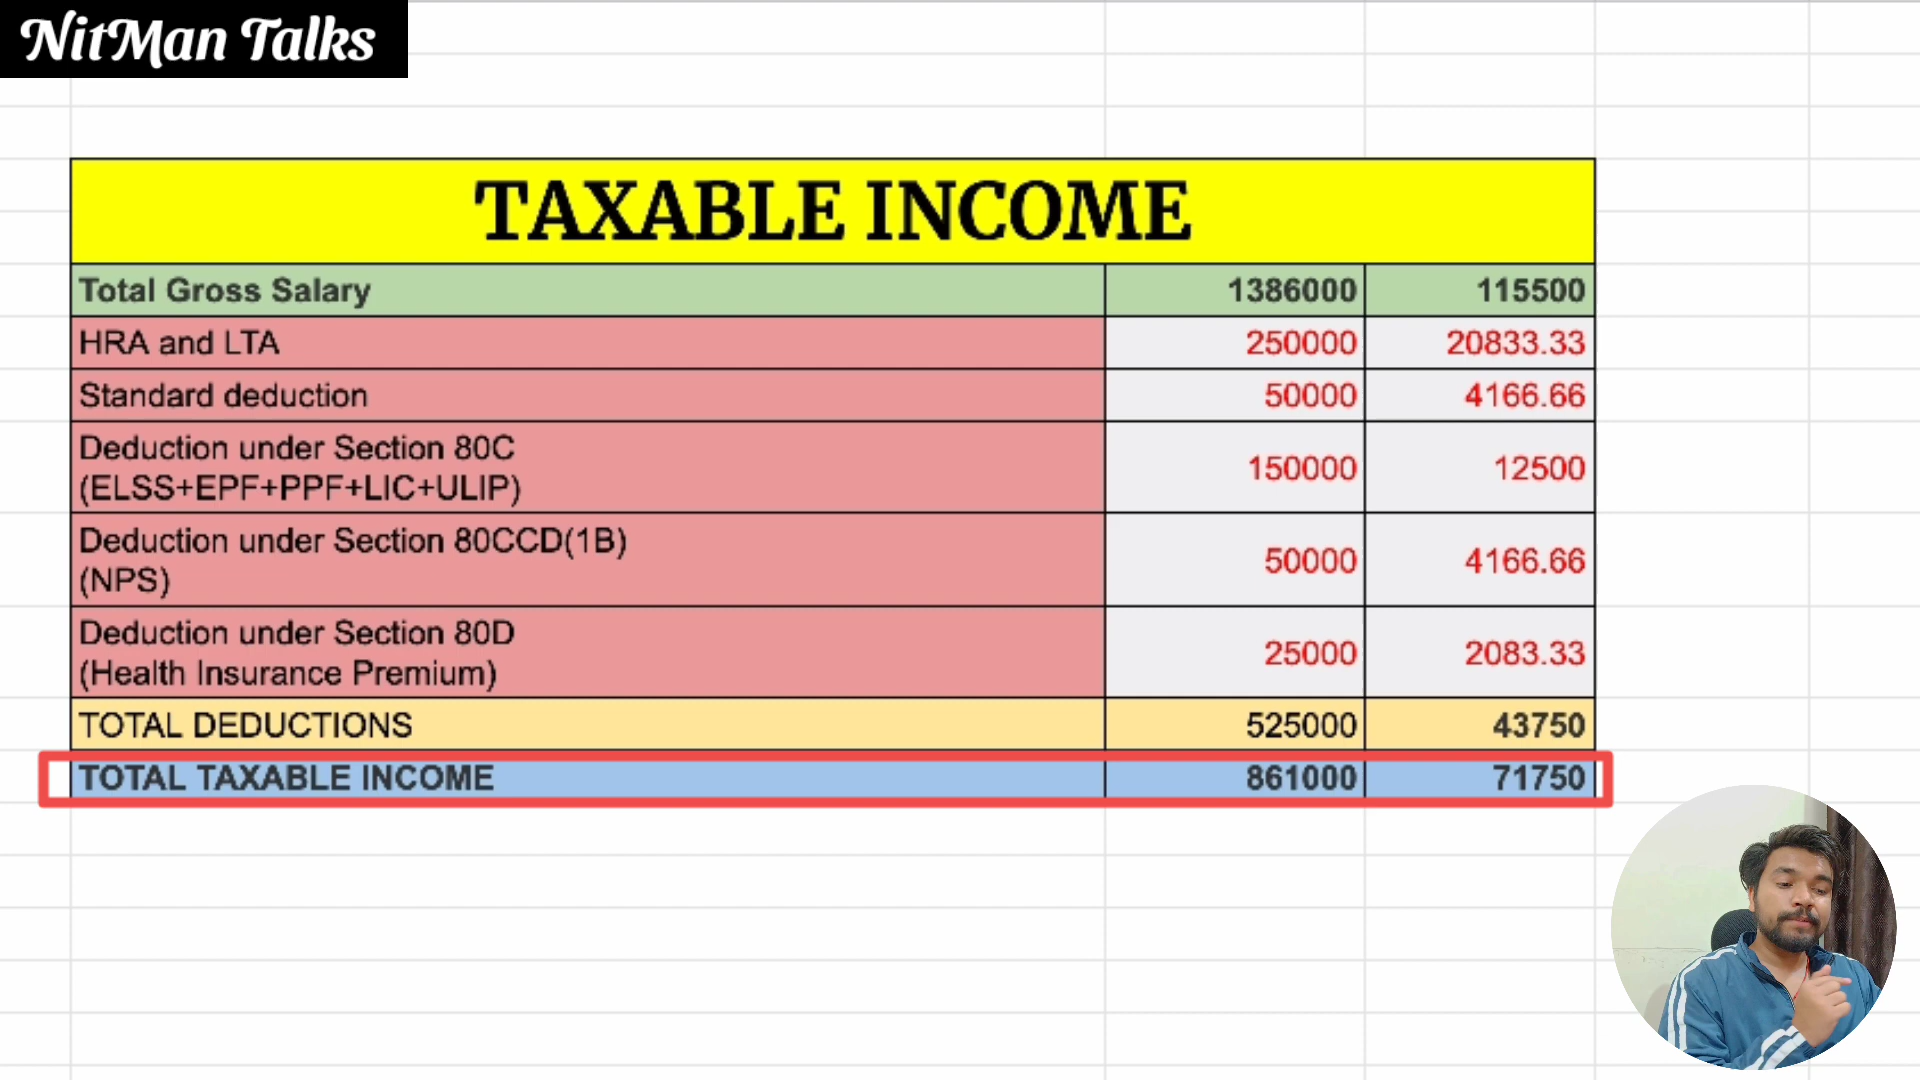 NitMan Talks
TAXABLE INCOME
Total Gross Salary 1386000 115500
HRA and LTA 250000 20833.33
Standard deduction 50000 4166.66
Deduction under Section 80C
(ELSS+EPF+PPF+LIC+ULIP) 150000 12500
Deduction under Section 80CCD(1B)
(NPS) 50000 4166.66
Deduction under Section 80D
(Health Insurance Premium) 25000 2083.33
TOTAL DEDUCTIONS 525000 43750
TOTAL TAXABLE INCOME 861000 71750